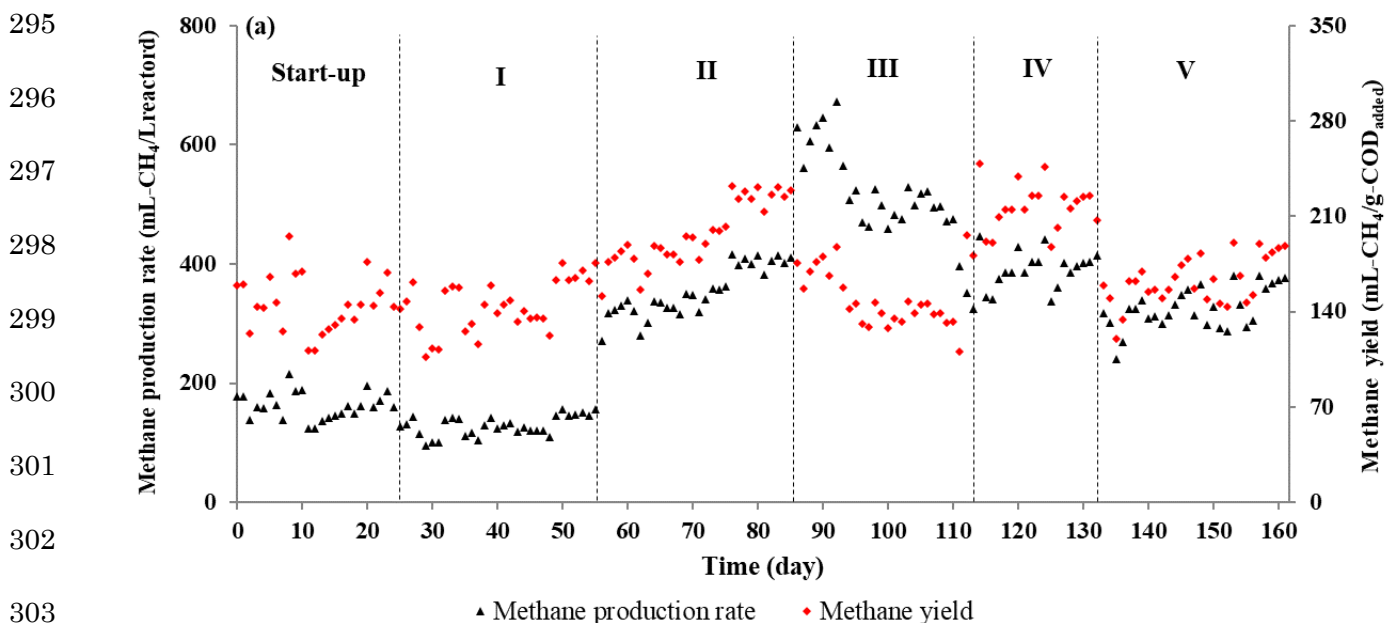 295
296
297
298
299
300
301
302
303
(a)
Start-up I II III IV V
Methane production rate (mL-CH4/Lreactord)
800
600
400
200
0
Methane yield (mL-CH4/g-CODadded)
350
280
210
140
70
0
0 10 20 30 40 50 60 70 80 90 100 110 120 130 140 150 160
Time (day)
Methane production rate Methane yield